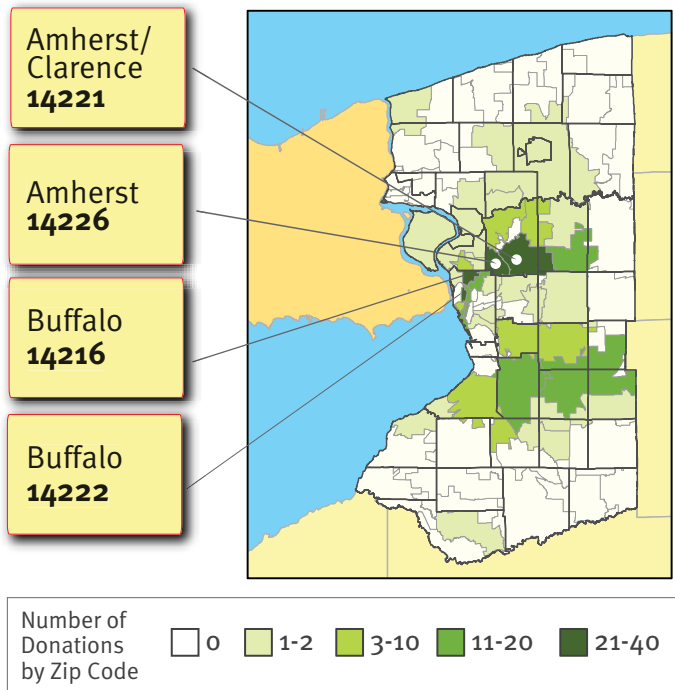 Amherst/
Clarence
14221
Amherst
14226
Buffalo
14216
Buffalo
14222
Number of
Donations
by Zip Code
0
1-2
3-10
11-20
21-40